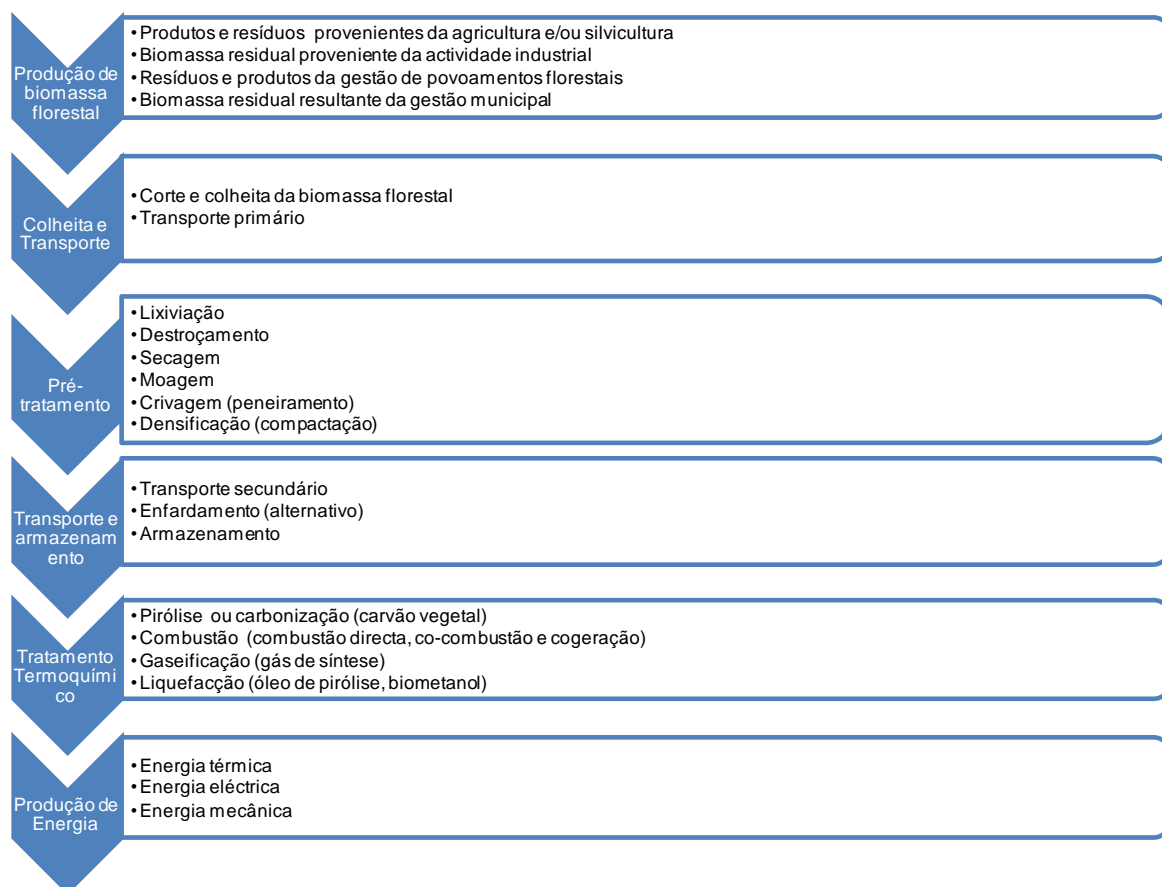 Produção de
biomassa
florestal
• Produtos e resíduos provenientes da agricultura e/ou silvicultura
• Biomassa residual proveniente da actividade industrial
• Resíduos e produtos da gestão de povoamentos florestais
• Biomassa residual resultante da gestão municipal
Colheita e
Transporte
• Corte e colheita da biomassa florestal
• Transporte primário
Pré-
tratamento
• Lixiviação
• Destroçamento
• Secagem
• Moagem
• Crivagem (peneiramento)
• Densificação (compactação)
Transporte e
armazenam
ento
• Transporte secundário
• Enfardamento (alternativo)
• Armazenamento
Tratamento
Termoquími
co
• Pirólise ou carbonização (carvão vegetal)
• Combustão (combustão directa, co-combustão e cogeração)
• Gaseificação (gás de síntese)
• Liquefacção (óleo de pirólise, biometanol)
Produção de
Energia
• Energia térmica
• Energia eléctrica
• Energia mecânica